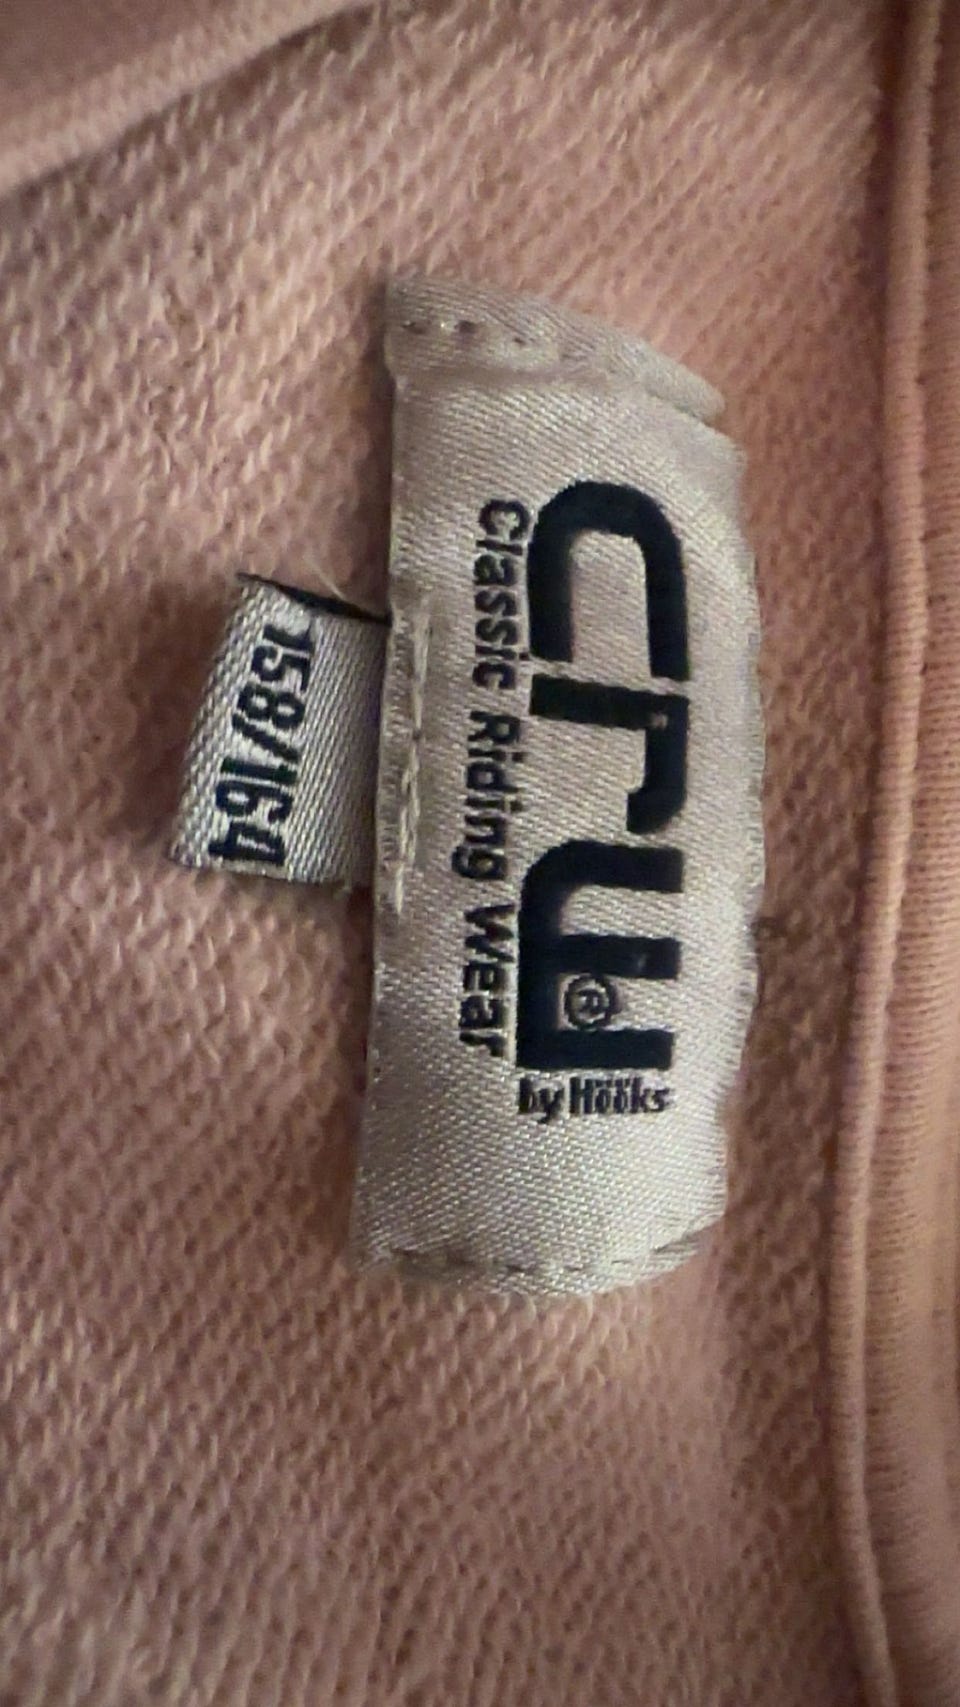 crw®
by Hööks
Classic Riding Wear
158/164